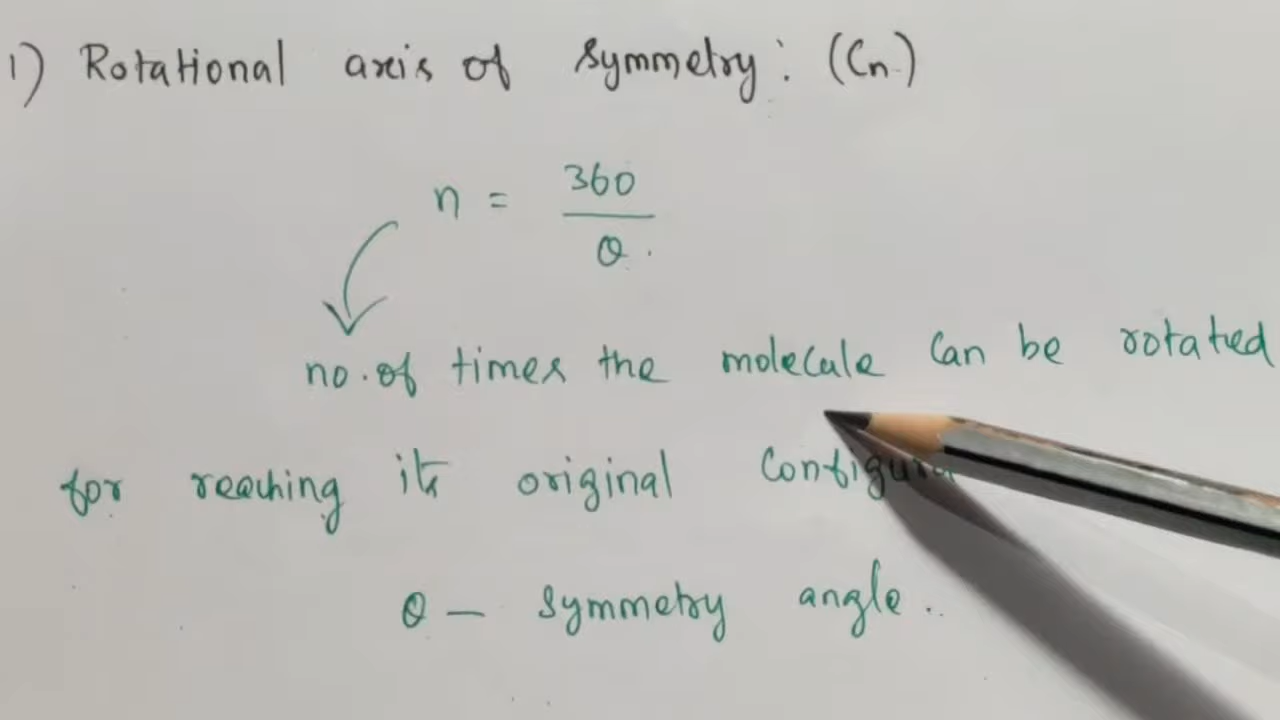 1) Rotational axis of symmetry: (Cn)
n = 360
θ.
no. of times the molecule can be rotated
for reaching its original
θ – symmetry angle..